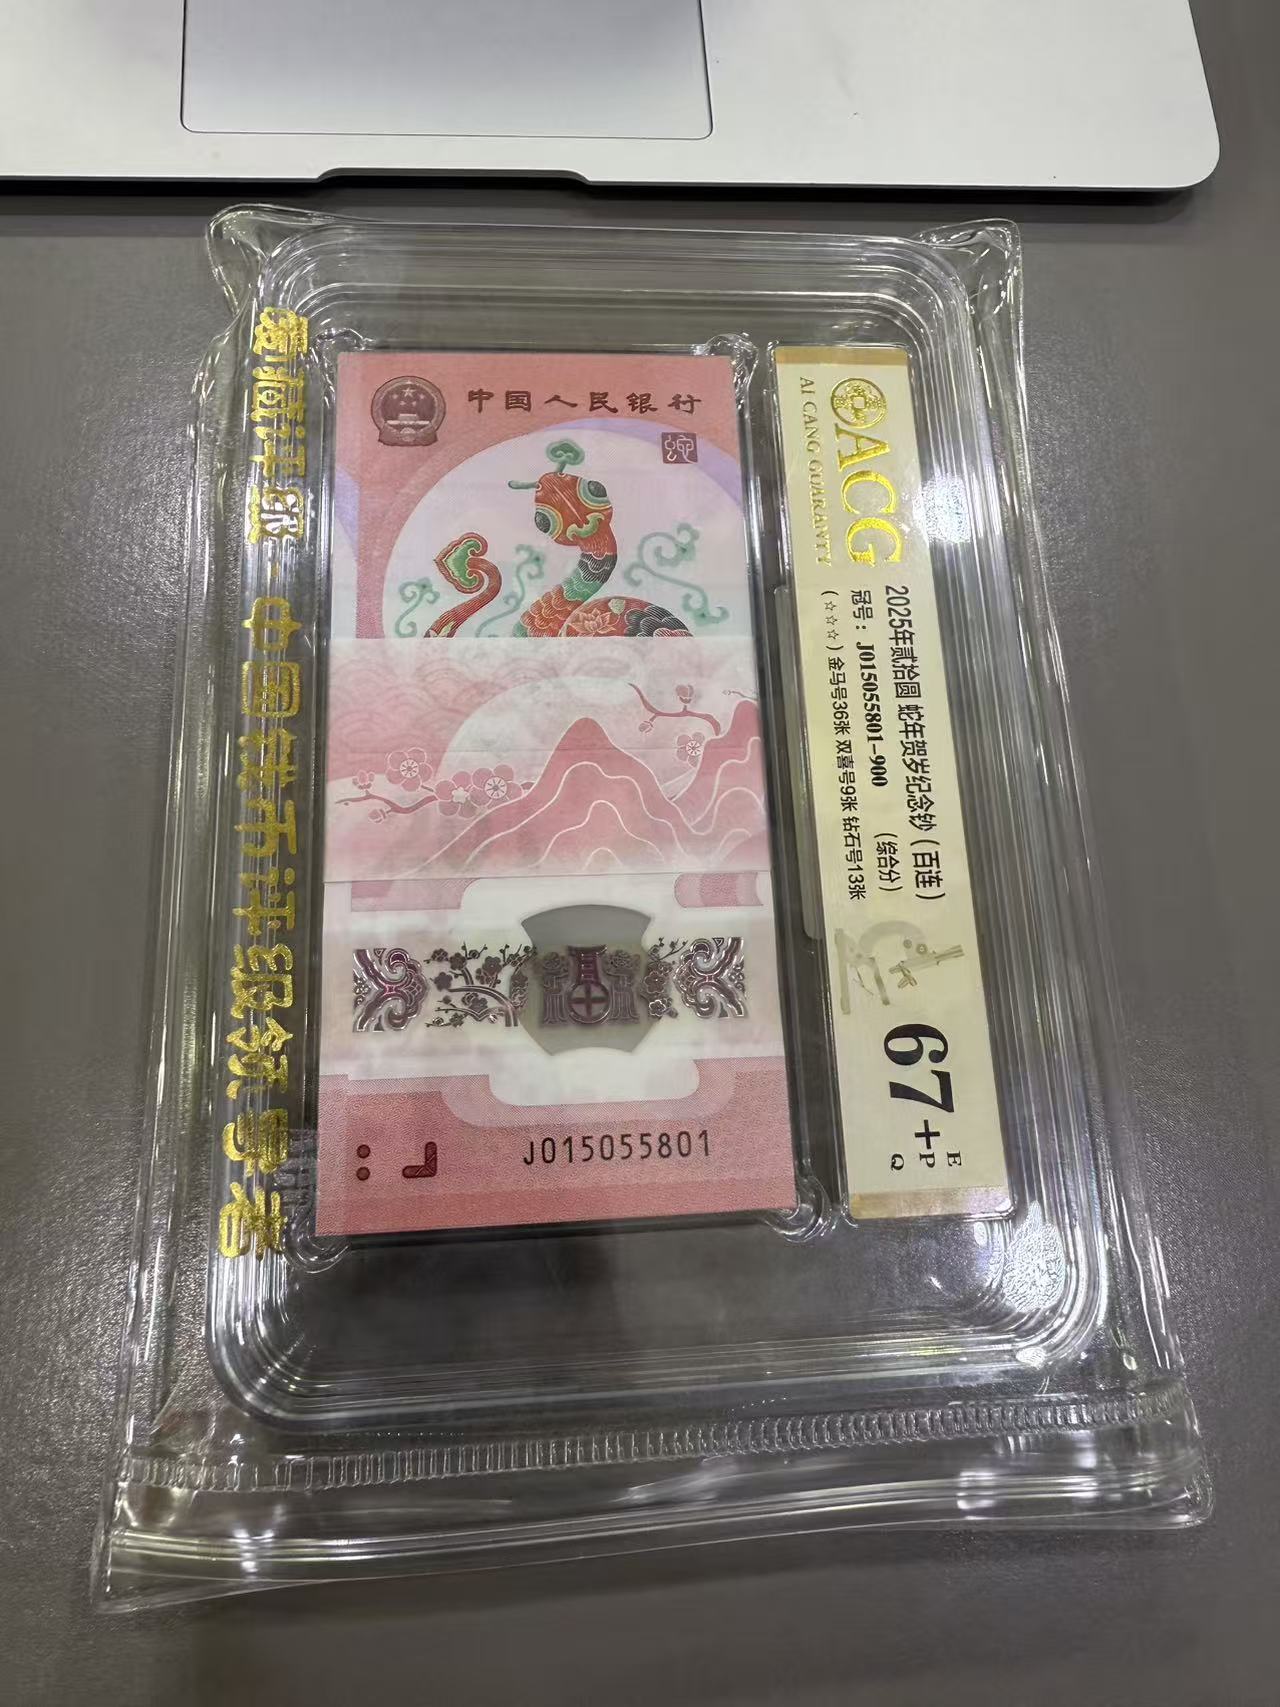 爱藏评级-中国钱币评级领导者
中国人民银行
蛇
J015055801
ACG
AI CANG GUARANTY
2025年贰拾圆 蛇年贺岁纪念钞（百连）
冠号：J015055801-900 （综合分）
（☆☆☆）金马号36张 双喜号9张 钻石号13张
67+
E
P
Q